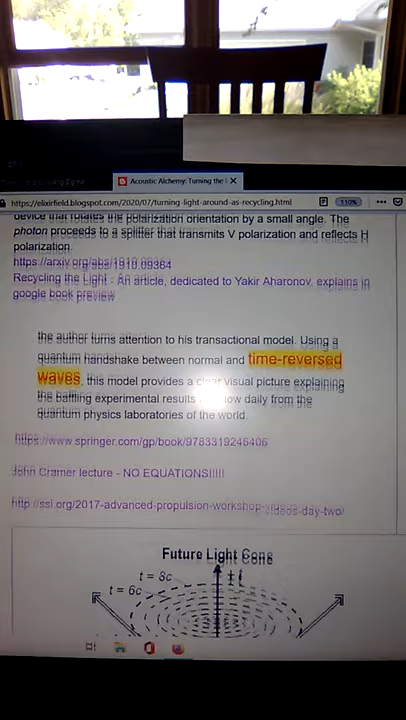 Acoustic Alchemy: Turning the
https://elixirfield.blogspot.com/2020/07/turning-light-around-as-recycling.html
110%
device that rotates the polarization orientation by a small angle. The
photon proceeds to a splitter that transmits V polarization and reflects H
polarization.
https://arxiv.org/abs/1910.09364
Recycling the Light - An article, dedicated to Yakir Aharonov, explains in
google book preview
the author turns attention to his transactional model. Using a
quantum handshake between normal and time-reversed
waves, this model provides a clear visual picture explaining
the baffling experimental results flow daily from the
quantum physics laboratories of the world.
https://www.springer.com/gp/book/9783319246406
John Cramer lecture - NO EQUATIONS!!!!!
http://ssi.org/2017-advanced-propulsion-workshop-videos-day-two/
Future Light Cone
t = 8c
± t
t = 6c